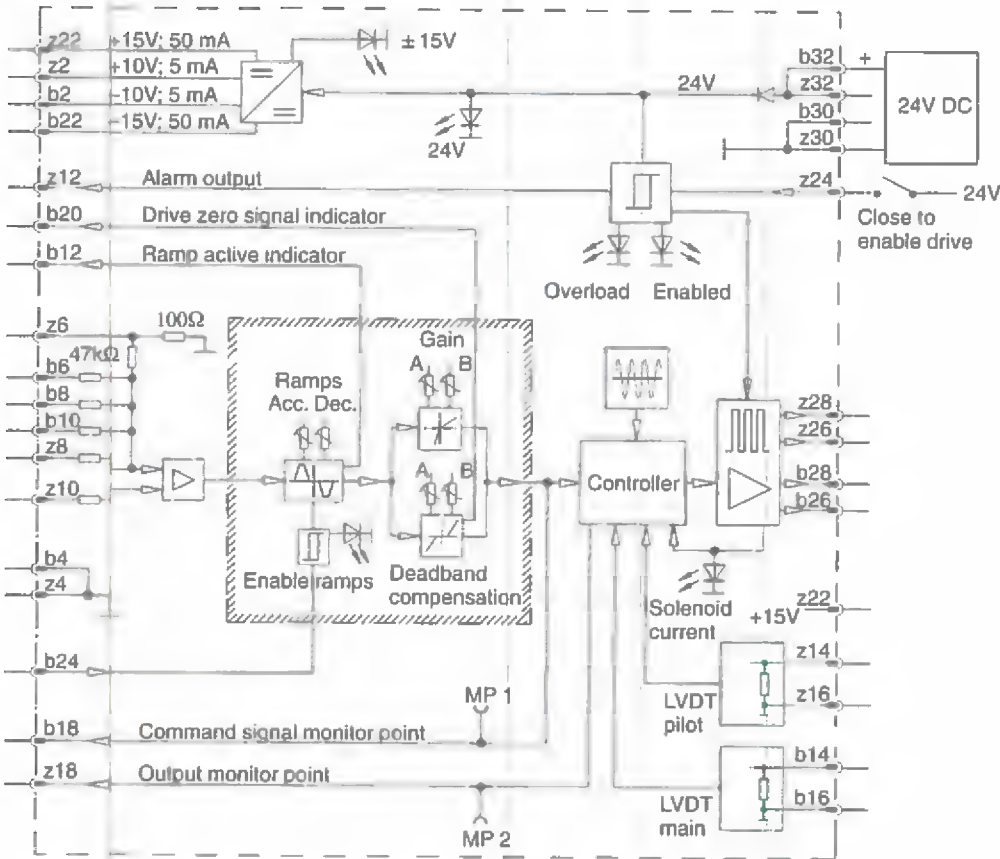 z22 +15V; 50 mA
z2 +10V; 5 mA
b2 −10V; 5 mA
b22 −15V; 50 mA
±15V
24V
24V
b32 +
z32
b30
z30
24V DC
z12 Alarm output
z24
24V
b20 Drive zero signal indicator
Close to
enable drive
b12 Ramp active indicator
Overload
Enabled
z6
100Ω
47kΩ
b6
b8
b10
z8
z10
Gain
A B
Ramps
Acc. Dec.
A B
Enable ramps
Deadband
compensation
Controller
z28
z26
b28
b26
b4
z4
Solenoid
current
+15V
z22
b24
z14
z16
LVDT
pilot
MP 1
b18 Command signal monitor point
b14
b16
LVDT
main
z18 Output monitor point
MP 2